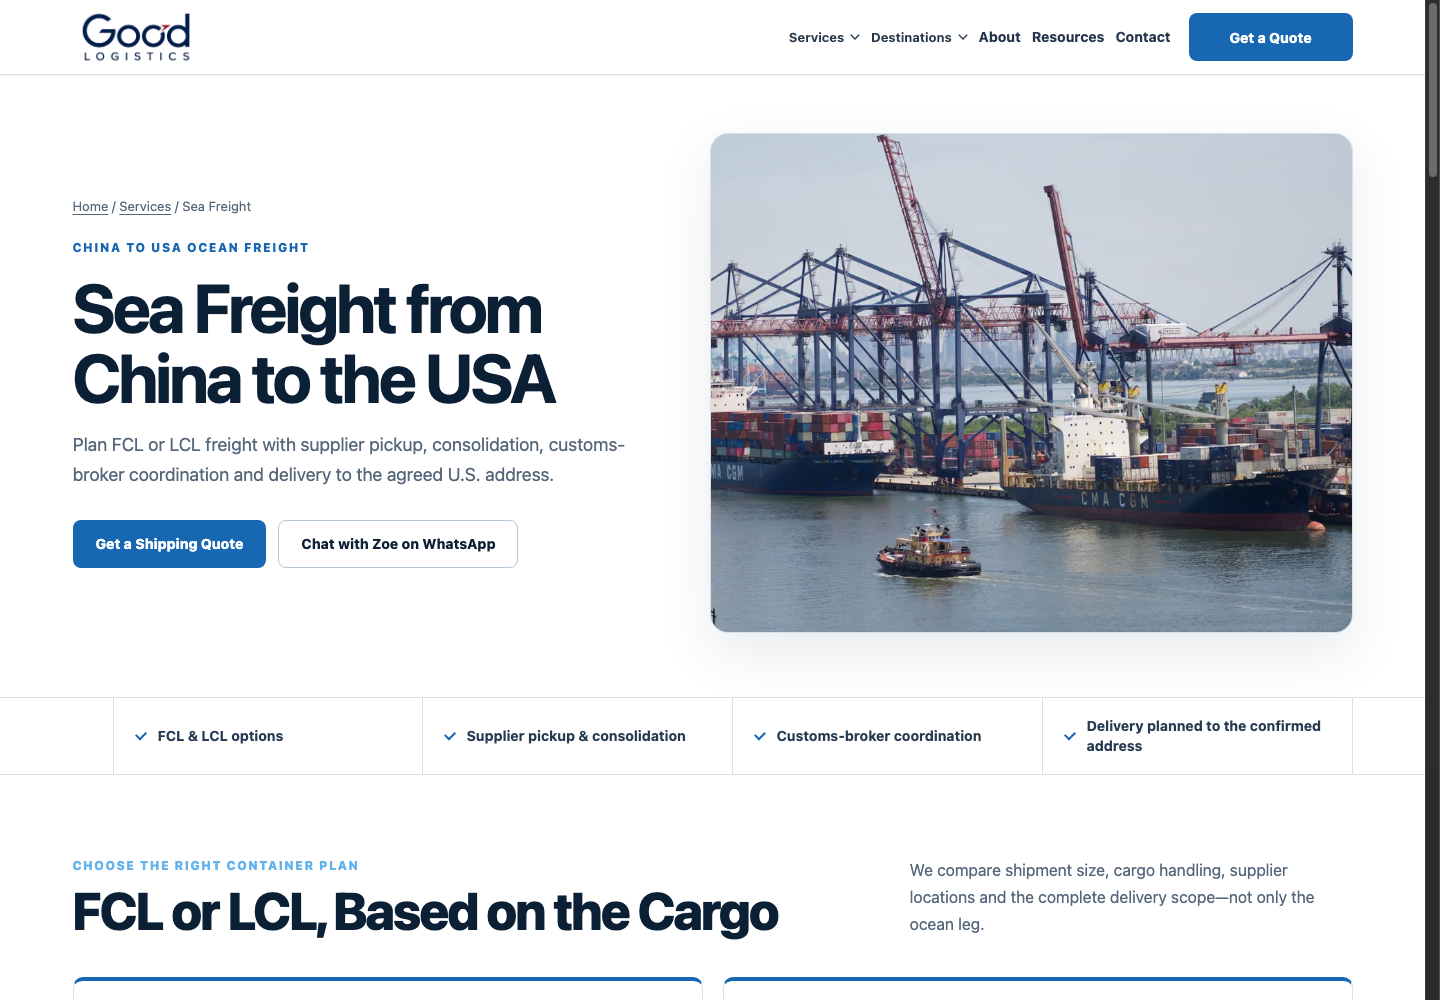 Good
LOGISTICS
Services
Destinations
About
Resources
Contact
Get a Quote
Home / Services / Sea Freight
CHINA TO USA OCEAN FREIGHT
Sea Freight from
China to the USA
Plan FCL or LCL freight with supplier pickup, consolidation, customs-
broker coordination and delivery to the agreed U.S. address.
Get a Shipping Quote
Chat with Zoe on WhatsApp
MA CGM
CMA CGM
FCL & LCL options
Supplier pickup & consolidation
Customs-broker coordination
Delivery planned to the confirmed
address
CHOOSE THE RIGHT CONTAINER PLAN
FCL or LCL, Based on the Cargo
We compare shipment size, cargo handling, supplier
locations and the complete delivery scope—not only the
ocean leg.